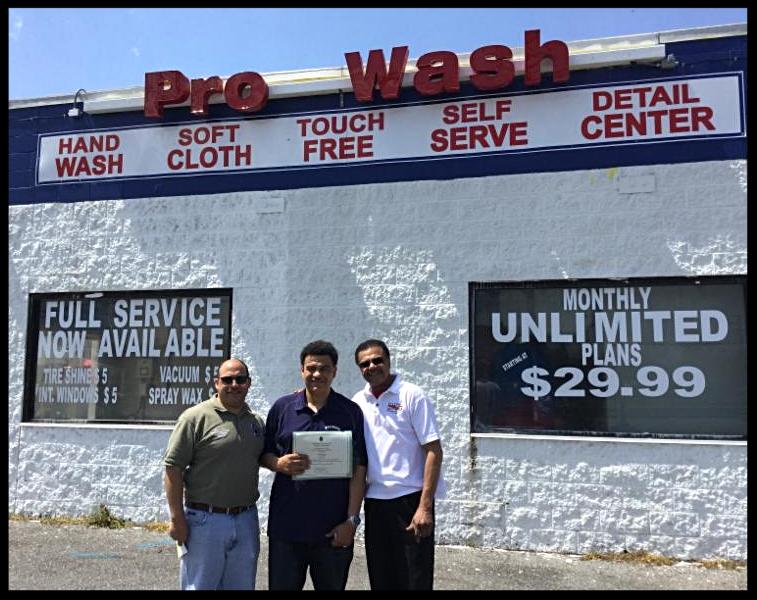 Pro Wash
HAND WASH
SOFT CLOTH
TOUCH FREE
SELF SERVE
DETAIL CENTER
FULL SERVICE
NOW AVAILABLE
TIRE SHINE $ 5
VACUUM $
INT. WINDOWS $ 5
SPRAY WAX
MONTHLY
UNLIMITED
PLANS
STARTING AT
$29.99